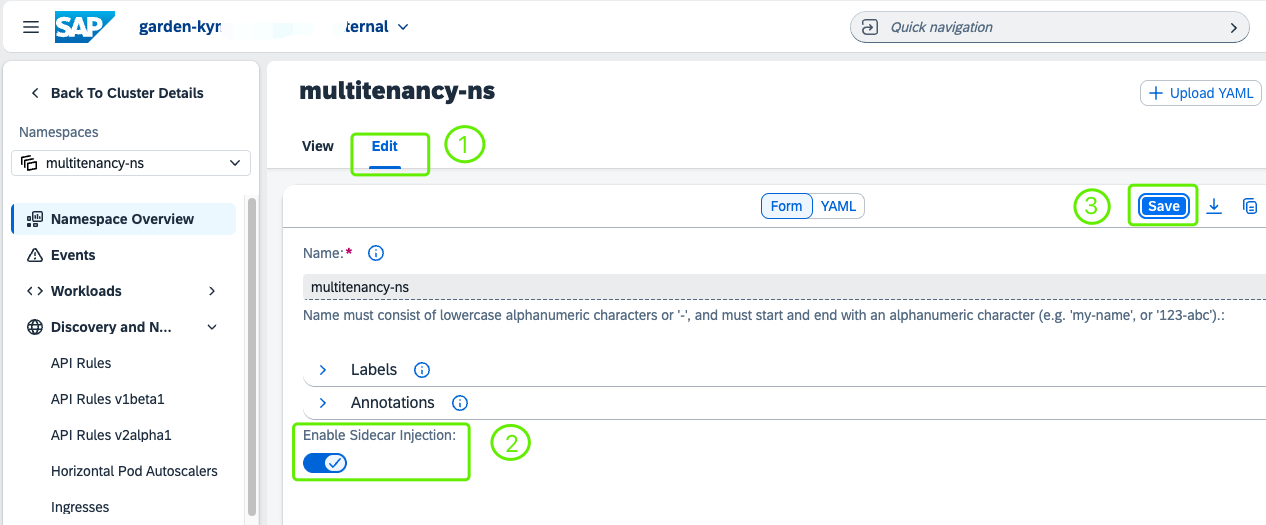 SAP
garden-kyr
ternal
Quick navigation
Back To Cluster Details
Namespaces
multitenancy-ns
Namespace Overview
Events
Workloads
Discovery and N...
API Rules
API Rules v1beta1
API Rules v2alpha1
Horizontal Pod Autoscalers
Ingresses
multitenancy-ns
Upload YAML
View
Edit
1
Form
YAML
3
Save
Name:*
multitenancy-ns
Name must consist of lowercase alphanumeric characters or '-', and must start and end with an alphanumeric character (e.g. 'my-name', or '123-abc').:
Labels
Annotations
Enable Sidecar Injection:
2